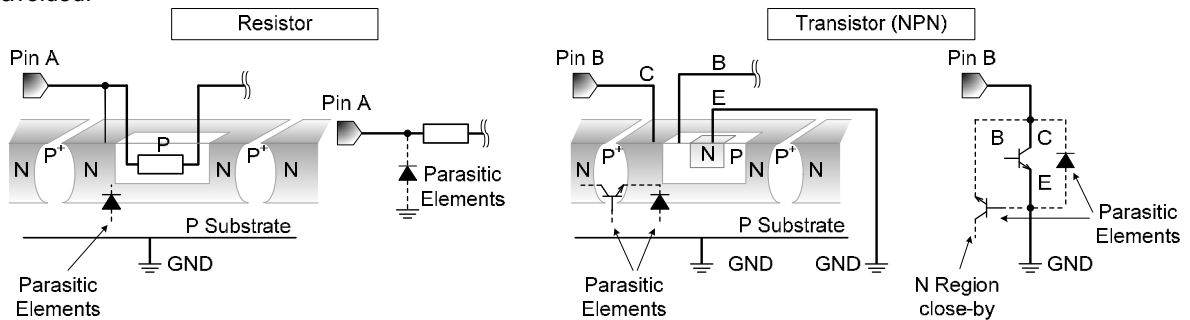 avoided.
Resistor
Transistor (NPN)
Pin A
Pin A
N
P+
N
P
N
P+
N
Parasitic
Elements
P Substrate
GND
Parasitic
Elements
Pin B
C
B
E
N
P+
N
N
P
N
P+
N
P Substrate
GND
GND
Parasitic
Elements
Pin B
B
C
E
Parasitic
Elements
GND
N Region
close-by